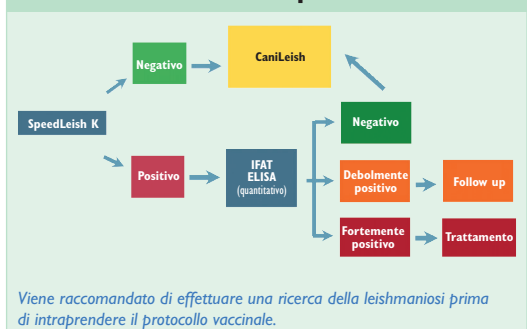 Negativo
CaniLeish
SpeedLeish K
Negativo
Positivo
IFAT
ELISA
(quantitativo)
Debolmente
positivo
Follow up
Fortemente
positivo
Trattamento
Viene raccomandato di effettuare una ricerca della leishmaniosi prima
di intraprendere il protocollo vaccinale.